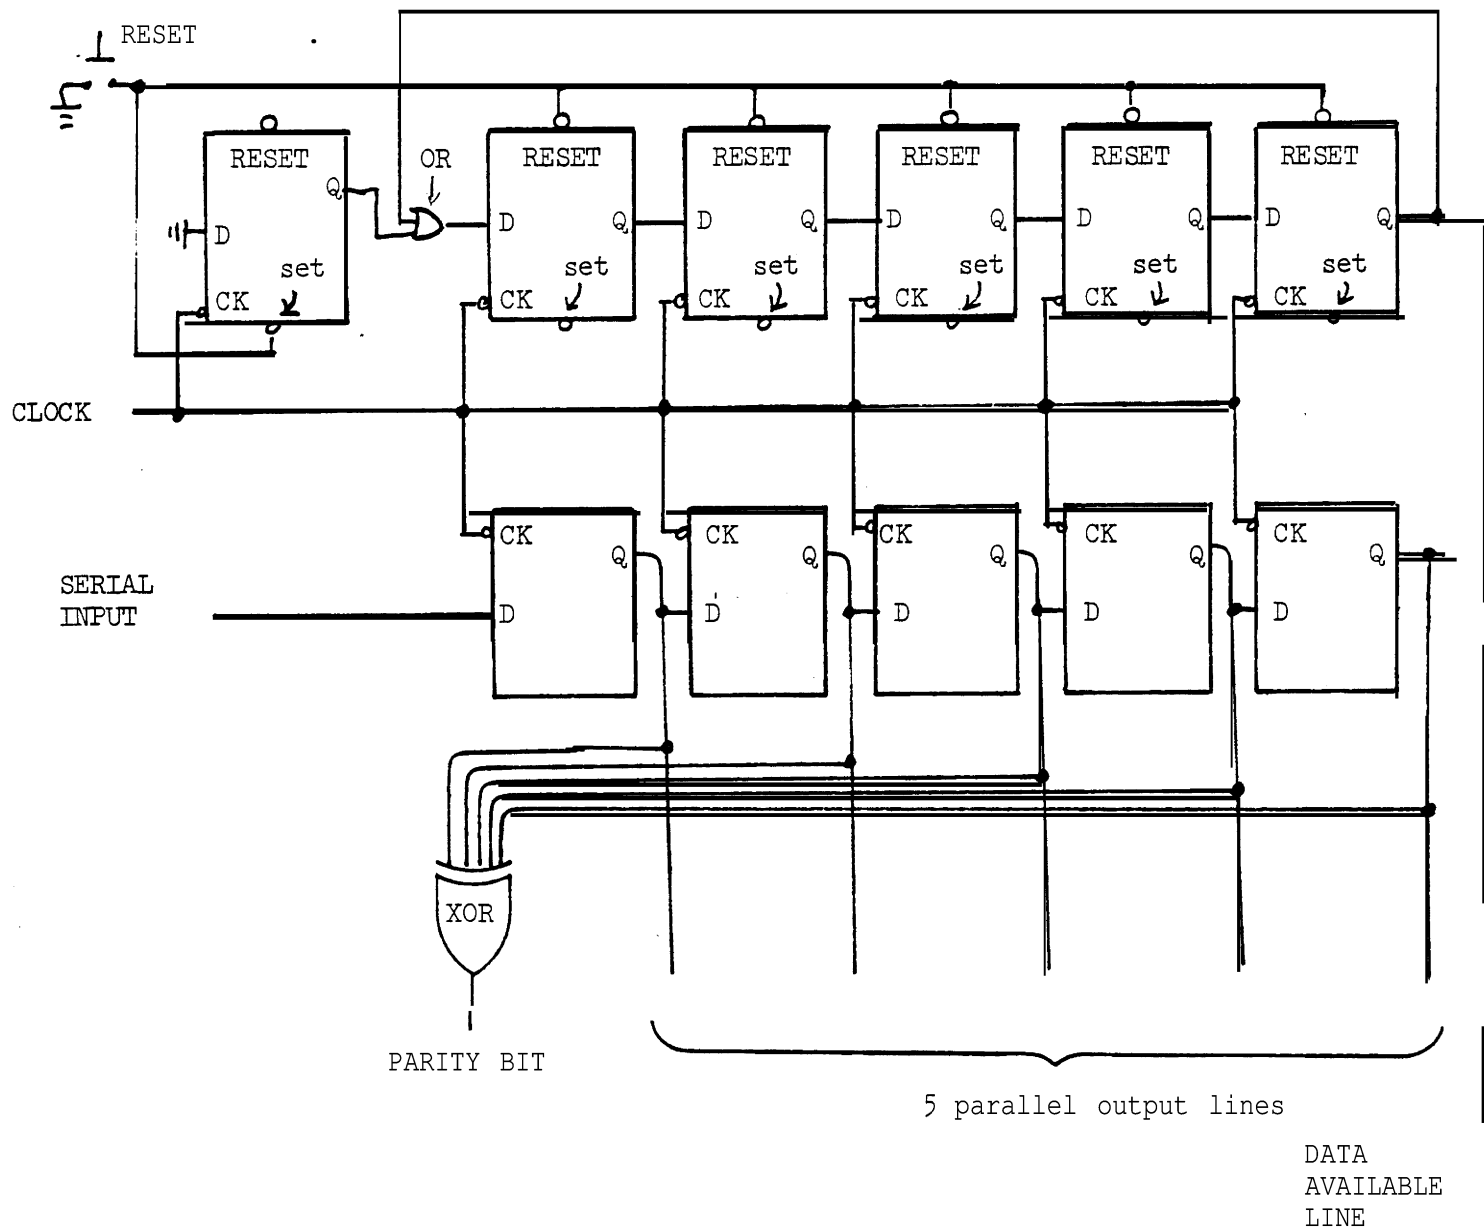 RESET
RESET
Q
D
set
CK
OR
RESET
D
Q
set
CK
RESET
D
Q
set
CK
RESET
D
Q
set
CK
RESET
D
Q
set
CK
RESET
D
Q
set
CK
CLOCK
CK
Q
D
CK
Q
D
CK
Q
D
CK
Q
D
CK
Q
D
SERIAL
INPUT
XOR
PARITY BIT
5 parallel output lines
DATA
AVAILABLE
LINE